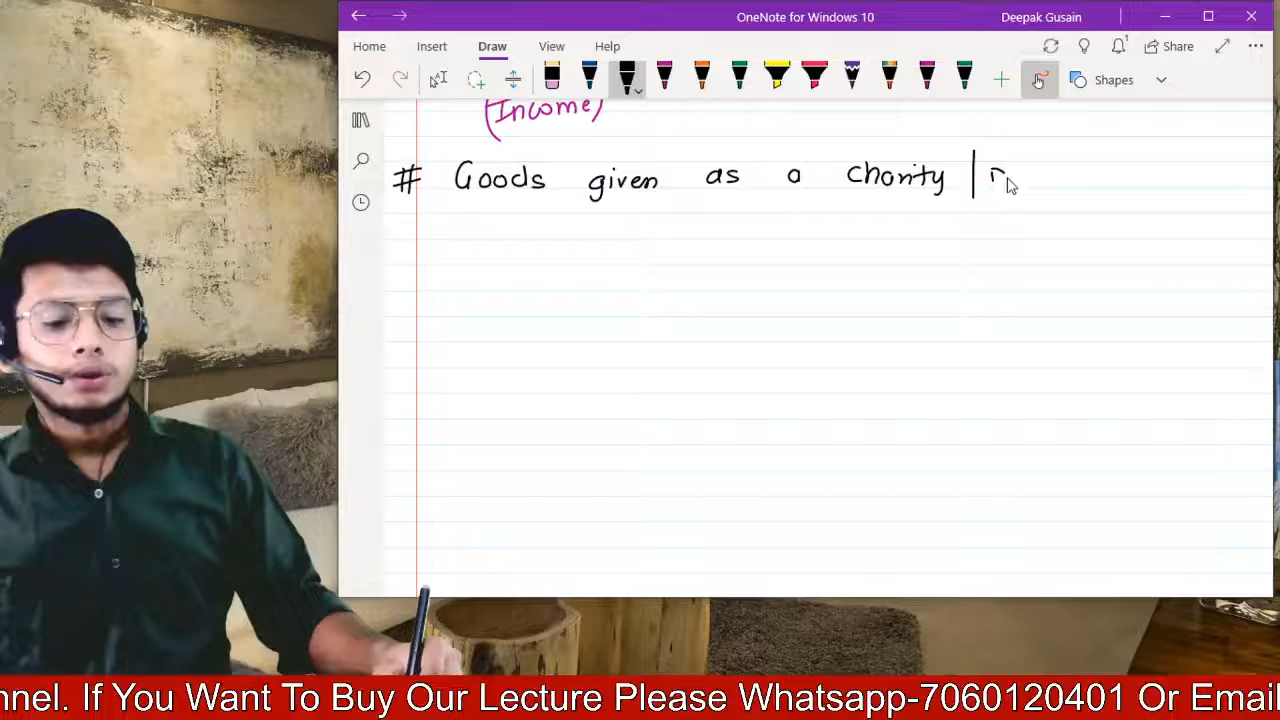 OneNote for Windows 10
Deepak Gusain
Home Insert Draw View Help
1
Share
Shapes
(Income)
# Goods given as a charity |
nnel. If You Want To Buy Our Lecture Please Whatsapp-7060120401 Or Email